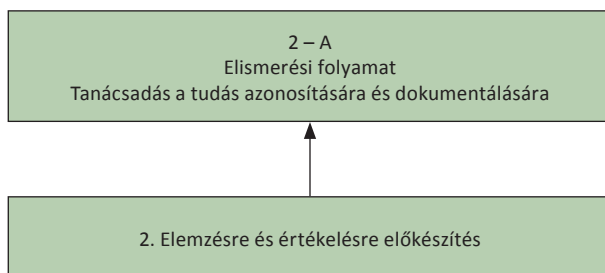 2 – A
Elismerési folyamat
Tanácsadás a tudás azonosítására és dokumentálására
2. Elemzésre és értékelésre előkészítés